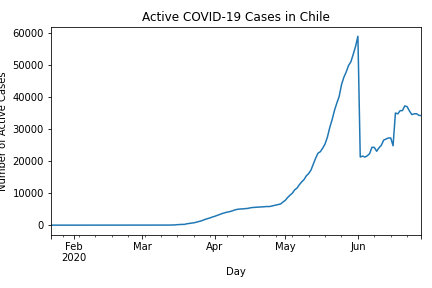 Active COVID-19 Cases in Chile
Number of Active Cases
60000
50000
40000
30000
20000
10000
0
Feb
2020
Mar
Apr
May
Jun
Day